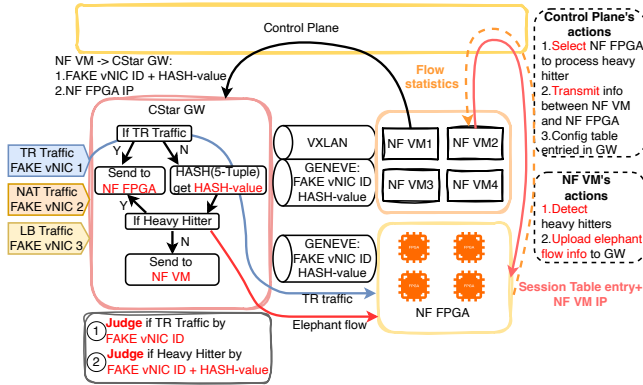 Control Plane
Control Plane's
actions
1.Select NF FPGA
to process heavy
hitter
2.Transmit info
between NF VM
and NF FPGA
3.Config table
entried in GW
NF VM -> CStar GW:
1.FAKE vNIC ID + HASH-value
2.NF FPGA IP
Flow
statistics
CStar GW
If TR Traffic
Y
N
Send to
NF FPGA
HASH(5-Tuple)
get HASH-value
Y
If Heavy Hitter
N
Send to
NF VM
TR Traffic
FAKE vNIC 1
NAT Traffic
FAKE vNIC 2
LB Traffic
FAKE vNIC 3
VXLAN
GENEVE:
FAKE vNIC ID
HASH-value
GENEVE:
FAKE vNIC ID
HASH-value
NF VM1
NF VM2
NF VM3
NF VM4
NF VM's
actions
1.Detect
heavy hitters
2.Upload elephant
flow info to GW
FPGA
FPGA
FPGA
FPGA
NF FPGA
Session Table entry+
NF VM IP
TR traffic
Elephant flow
1 Judge if TR Traffic by
FAKE vNIC ID
2 Judge if Heavy Hitter by
FAKE vNIC ID + HASH-value